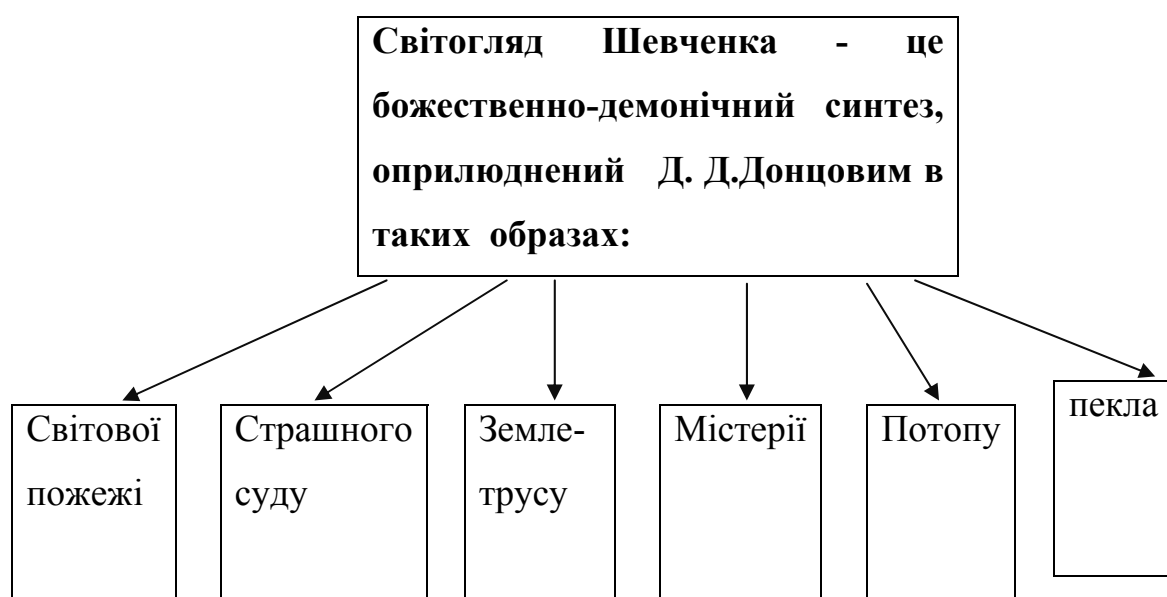 Світогляд Шевченка - це
божественно-демонічний синтез,
оприлюднений Д. Д.Донцовим в
таких образах:
Світової
пожежі
Страшного
суду
Земле-
трусу
Містерії
Потопу
пекла